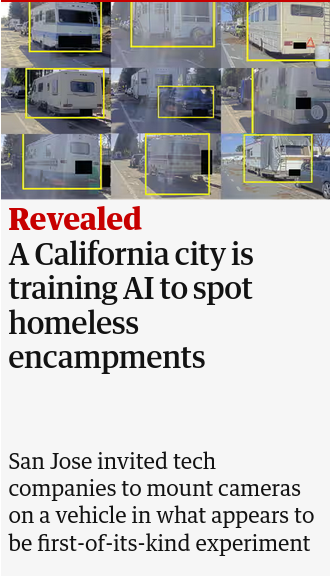 Revealed
A California city is
training AI to spot
homeless
encampments
San Jose invited tech
companies to mount cameras
on a vehicle in what appears to
be first-of-its-kind experiment